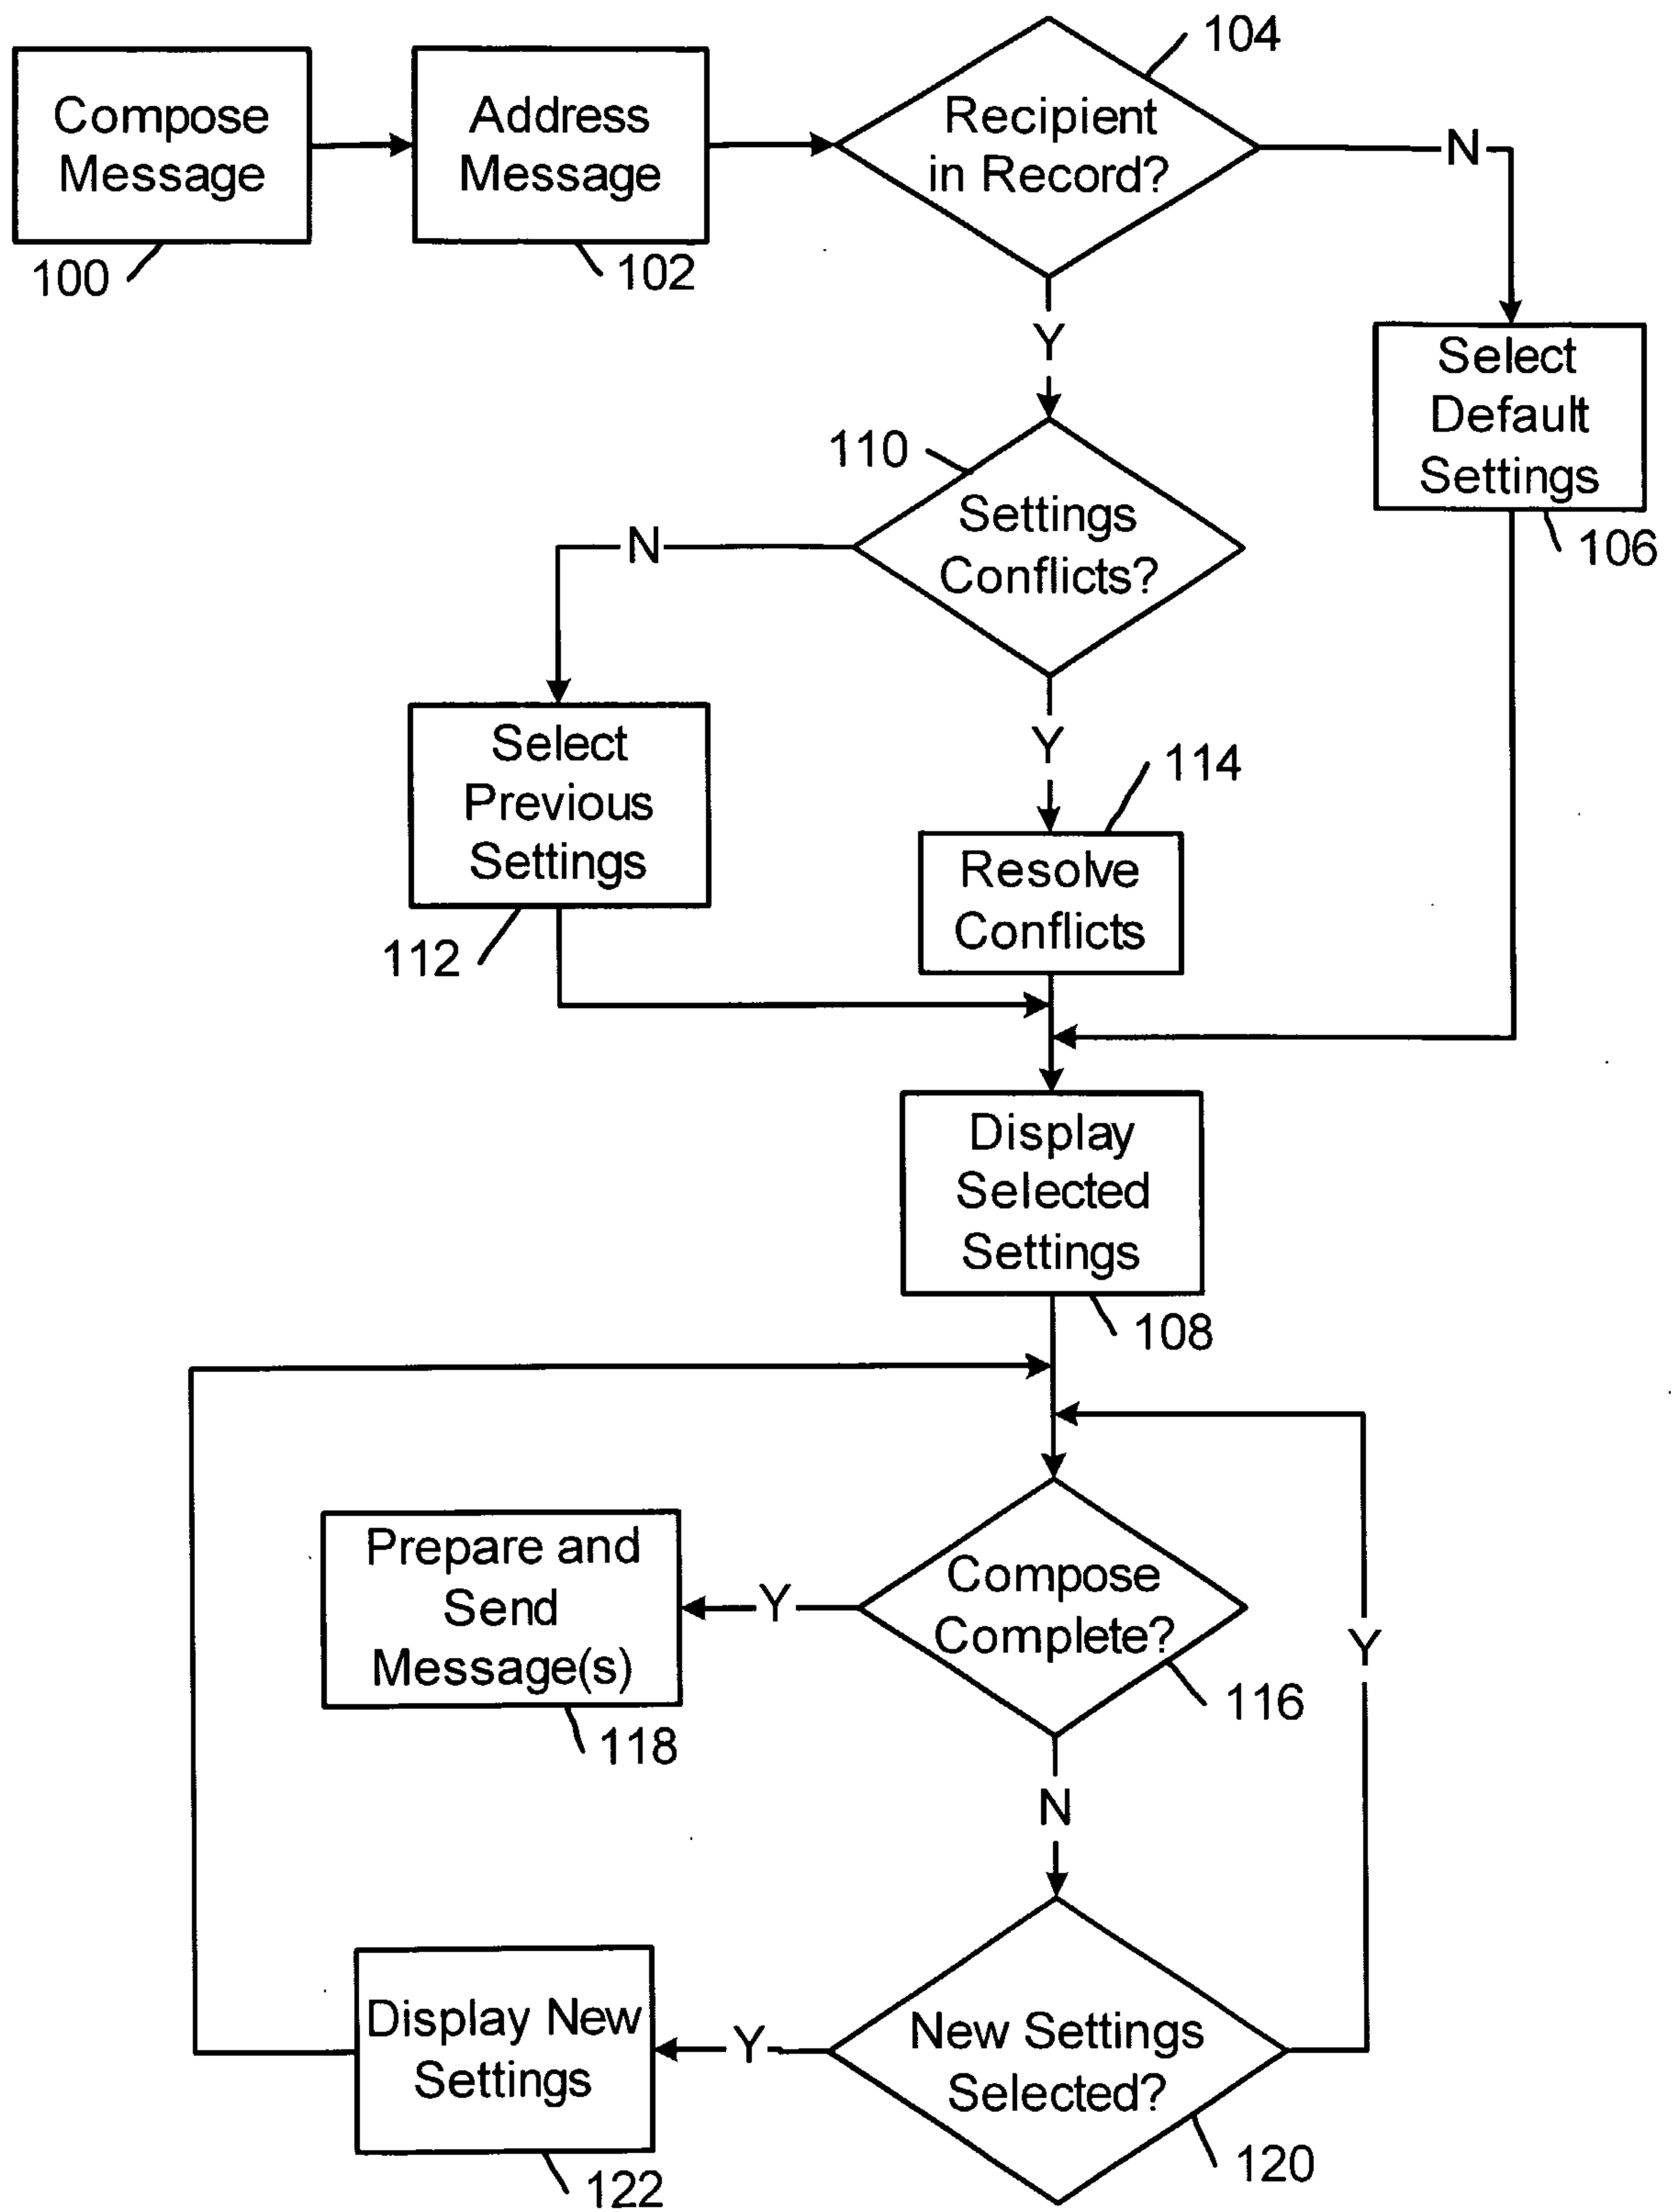 Compose
Message
100
Address
Message
102
Recipient
in Record?
104
N
Y
Select
Default
Settings
106
110
Settings
Conflicts?
N
Y
Select
Previous
Settings
112
114
Resolve
Conflicts
Display
Selected
Settings
108
Compose
Complete?
116
Y
Prepare and
Send
Message(s)
118
N
Y
New Settings
Selected?
120
Y
Display New
Settings
122